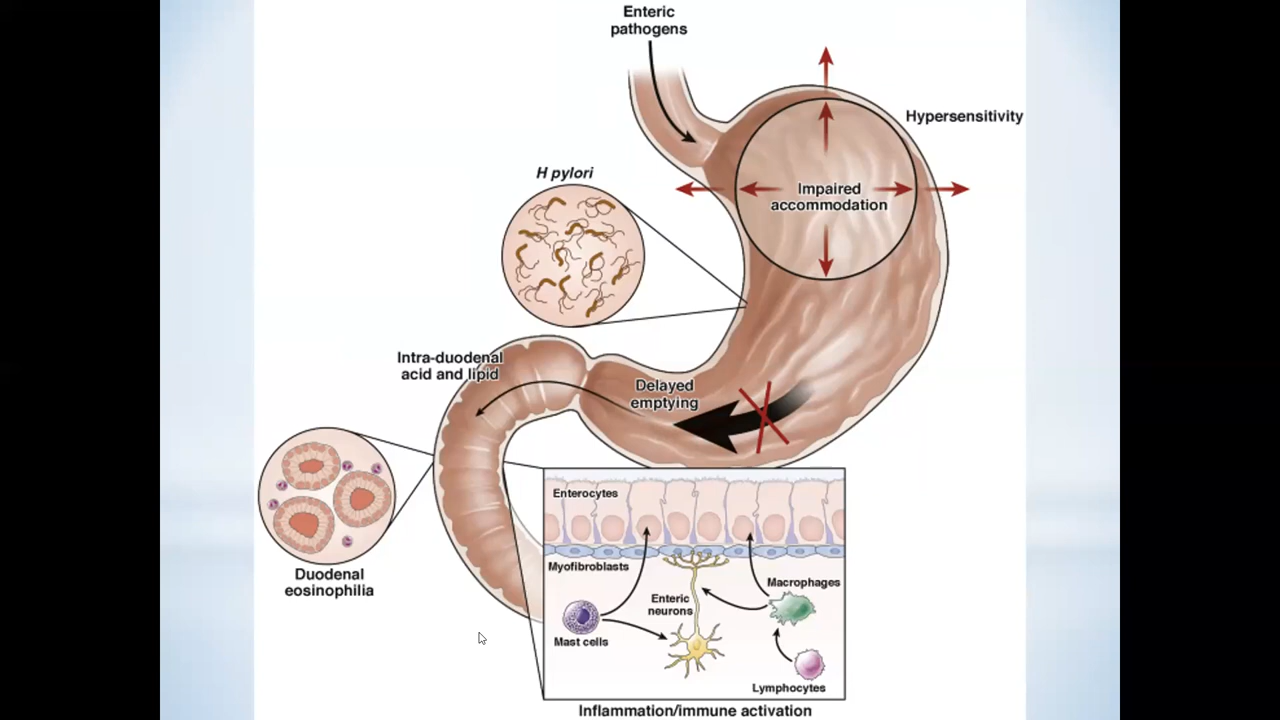 Enteric
pathogens
Hypersensitivity
H pylori
Impaired
accommodation
Intra-duodenal
acid and lipid
Delayed
emptying
Duodenal
eosinophilia
Enterocytes
Myofibroblasts
Macrophages
Enteric
neurons
Mast cells
Lymphocytes
Inflammation/immune activation